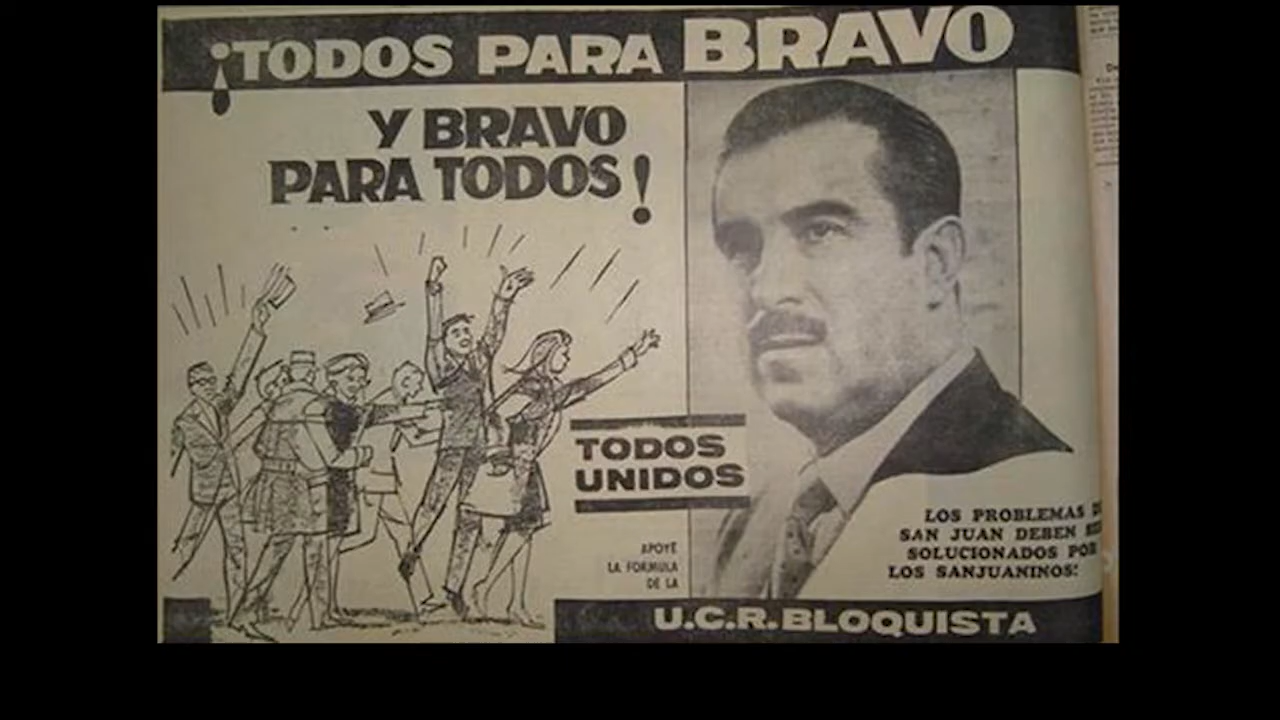 ¡TODOS PARA BRAVO
Y BRAVO
PARA TODOS!
TODOS
UNIDOS
APOYE
LA FORMULA
DE LA
LOS PROBLEMAS
SAN JUAN DEBEN
SOLUCIONADOS POR
LOS SANJUANINOS!
U.C.R. BLOQUISTA